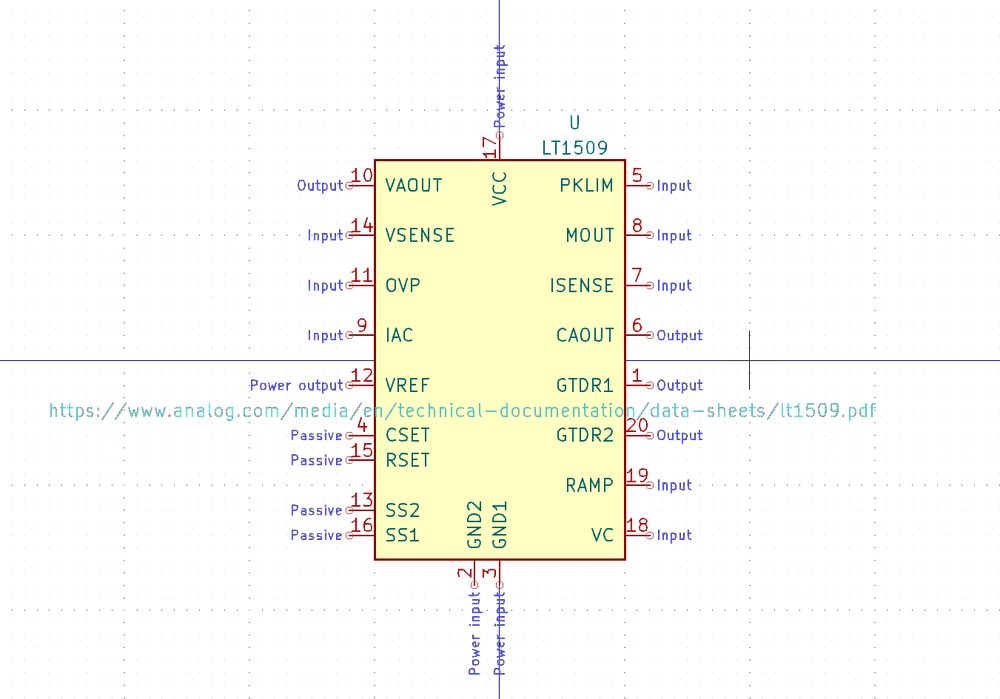 Power input
17
U
LT1509
VCC
Output 10 VAOUT PKLIM 5 Input
Input 14 VSENSE MOUT 8 Input
Input 11 OVP ISENSE 7 Input
Input 9 IAC CAOUT 6 Output
Power output 12 VREF GTDR1 1 Output
https://www.analog.com/media/en/technical-documentation/data-sheets/lt1509.pdf
Passive 4 CSET GTDR2 20 Output
Passive 15 RSET
RAMP 19 Input
Passive 13 SS2
Passive 16 SS1 VC 18 Input
GND2 GND1
2 3
Power input Power input